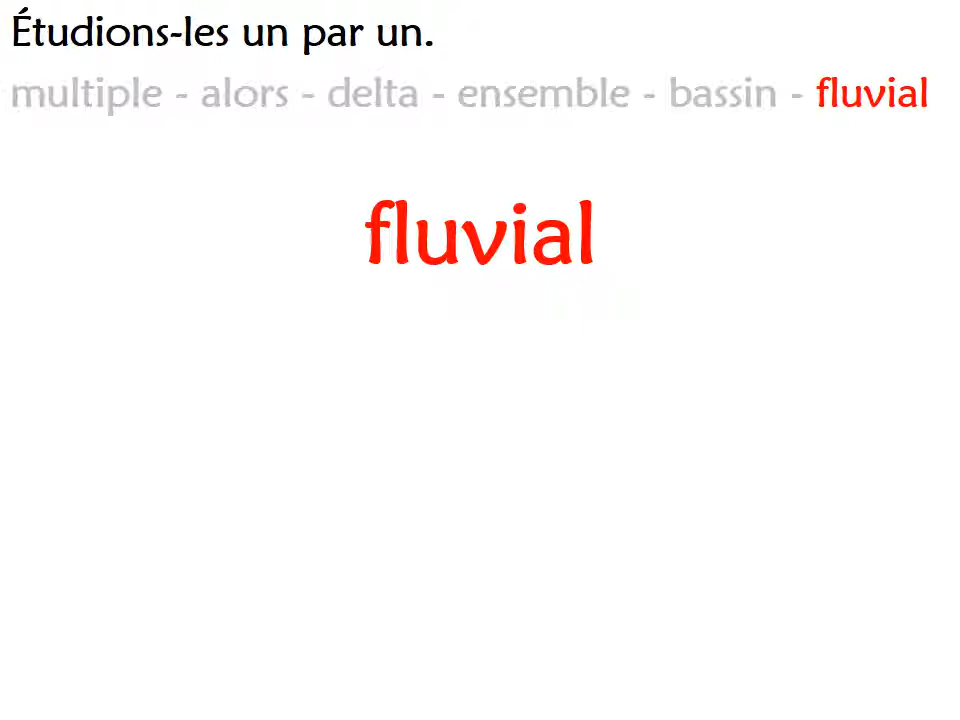 Étudions-les un par un.
multiple - alors - delta - ensemble - bassin - fluvial
fluvial